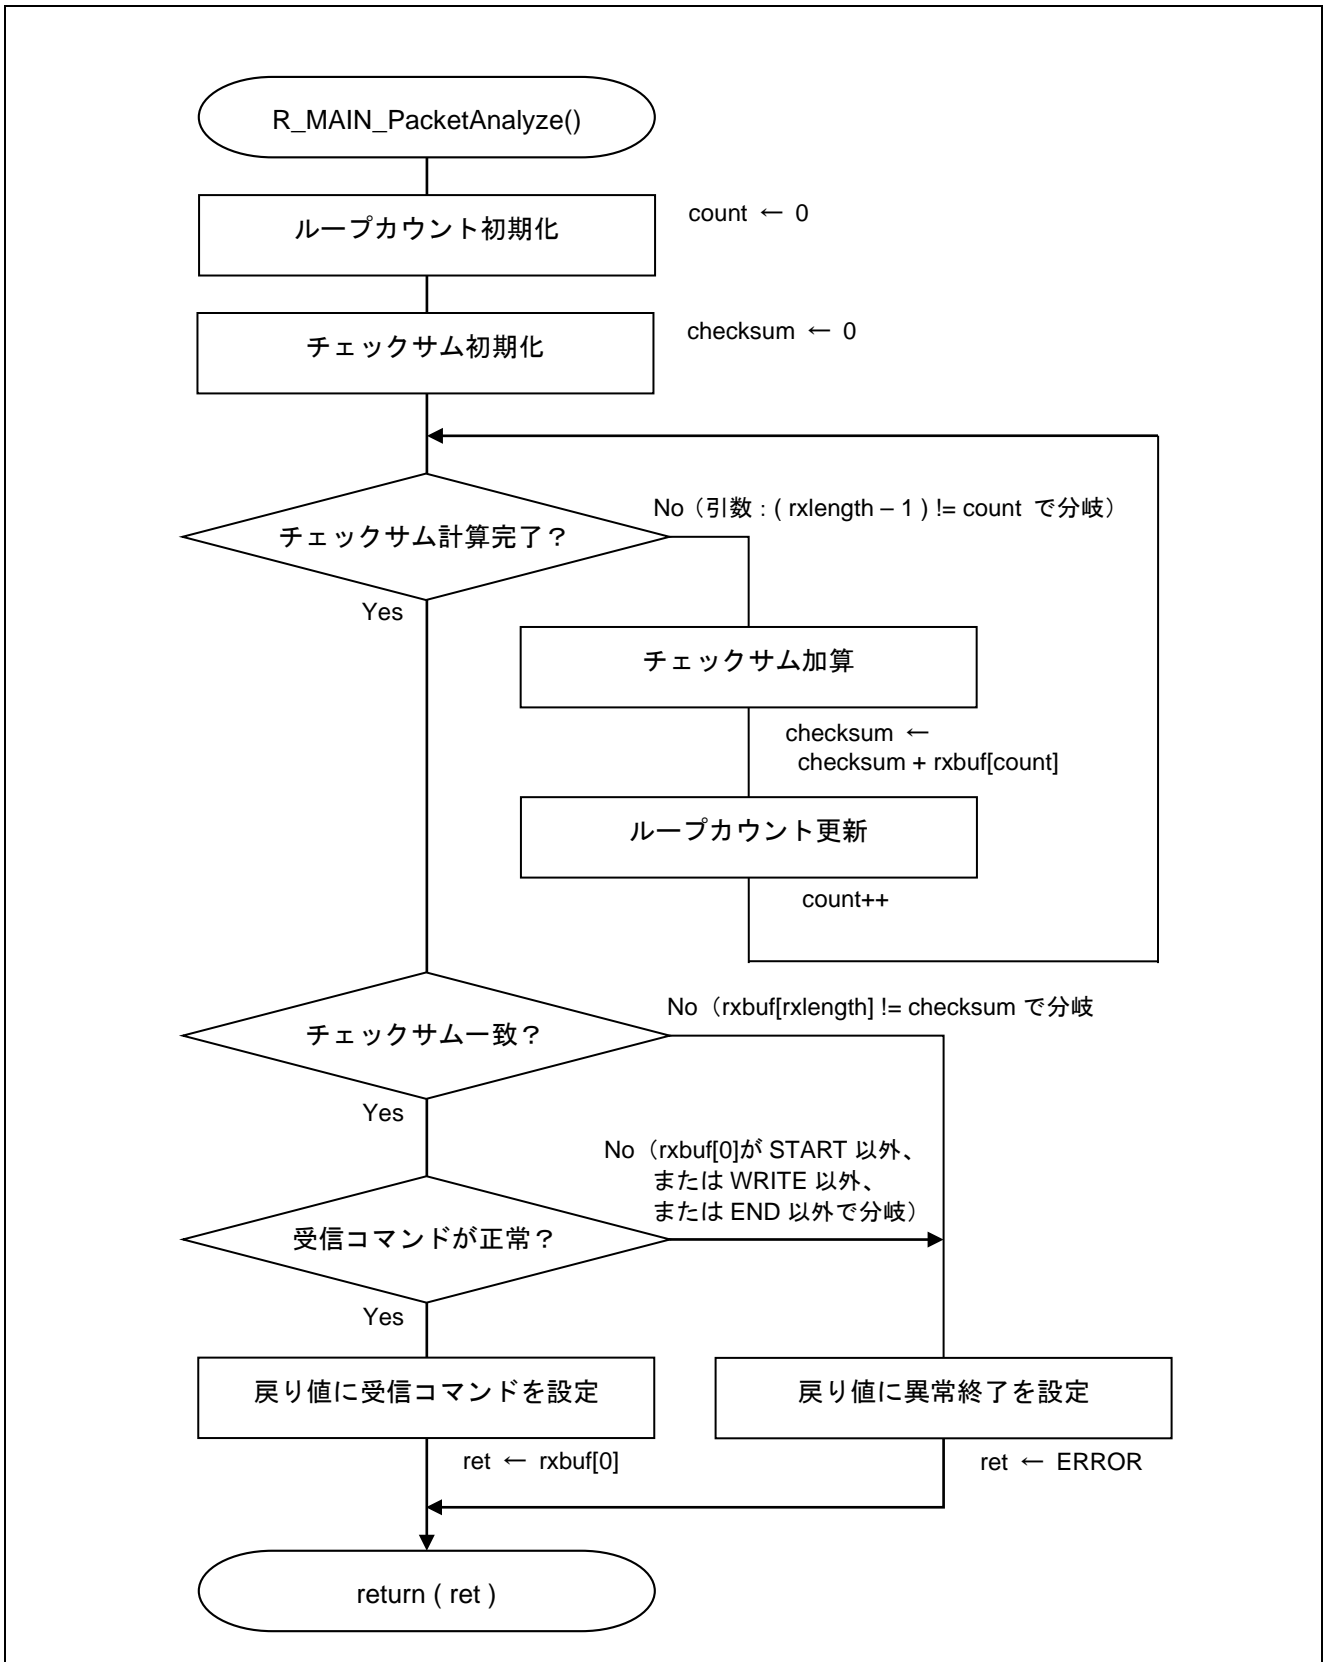 R_MAIN_PacketAnalyze()
ループカウント初期化
count ← 0
チェックサム初期化
checksum ← 0
No（引数：( rxlength – 1 ) != count で分岐）
チェックサム計算完了？
Yes
チェックサム加算
checksum ←
checksum + rxbuf[count]
ループカウント更新
count++
No（rxbuf[rxlength] != checksum で分岐
チェックサム一致？
Yes
No（rxbuf[0]が START 以外、
または WRITE 以外、
または END 以外で分岐）
受信コマンドが正常？
Yes
戻り値に受信コマンドを設定
戻り値に異常終了を設定
ret ← rxbuf[0]
ret ← ERROR
return ( ret )